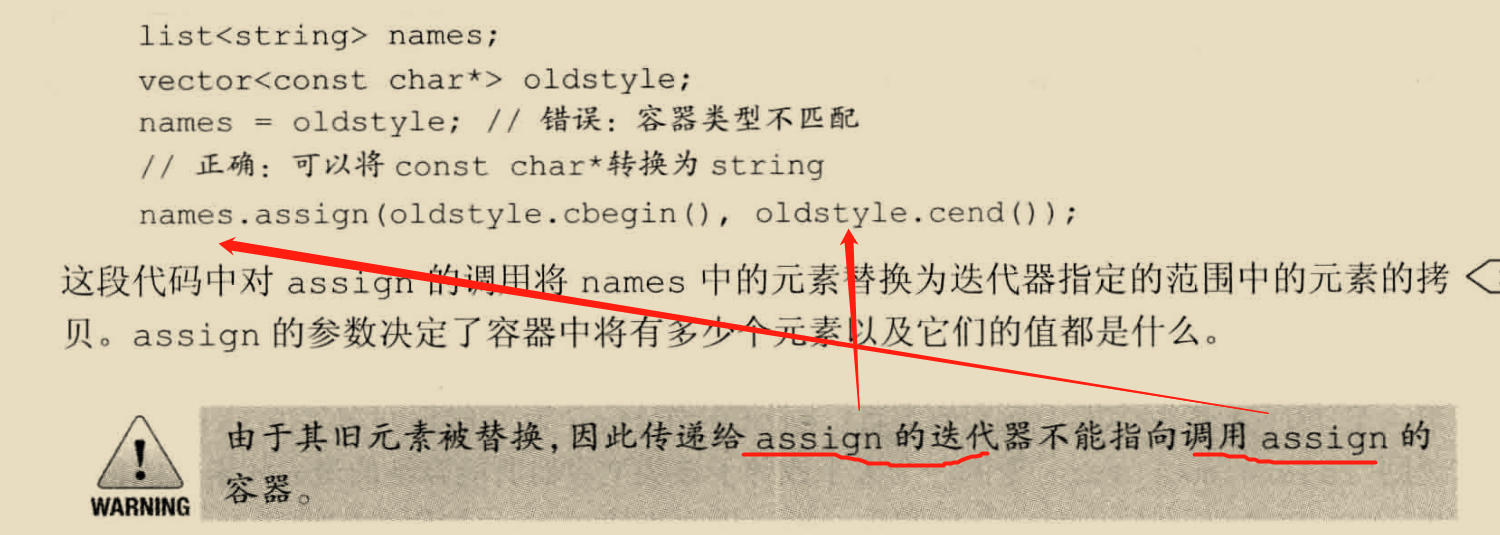 list<string> names;
vector<const char*> oldstyle;
names = oldstyle; // 错误：容器类型不匹配
// 正确：可以将 const char*转换为 string
names.assign(oldstyle.cbegin(), oldstyle.cend());
这段代码中对 assign 的调用将 names 中的元素替换为迭代器指定的范围中的元素的拷
贝。assign 的参数决定了容器中将有多少个元素以及它们的值都是什么。
由于其旧元素被替换，因此传递给 assign 的迭代器不能指向调用 assign 的
容器。
WARNING